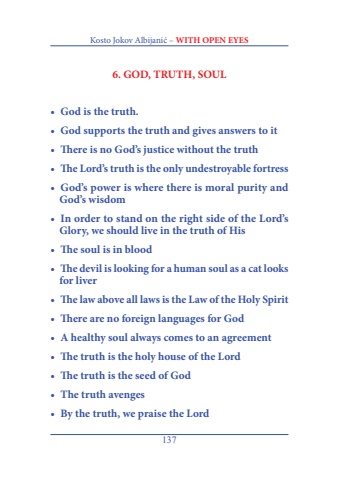 Kosto Jokov Albijanić – WITH OPEN EYES
6. GOD, TRUTH, SOUL
• God is the truth.
• God supports the truth and gives answers to it
• There is no God's justice without the truth
• The Lord's truth is the only undestroyable fortress
• God's power is where there is moral purity and
God's wisdom
• In order to stand on the right side of the Lord's
Glory, we should live in the truth of His
• The soul is in blood
• The devil is looking for a human soul as a cat looks
for liver
• The law above all laws is the Law of the Holy Spirit
• There are no foreign languages for God
• A healthy soul always comes to an agreement
• The truth is the holy house of the Lord
• The truth is the seed of God
• The truth avenges
• By the truth, we praise the Lord
137